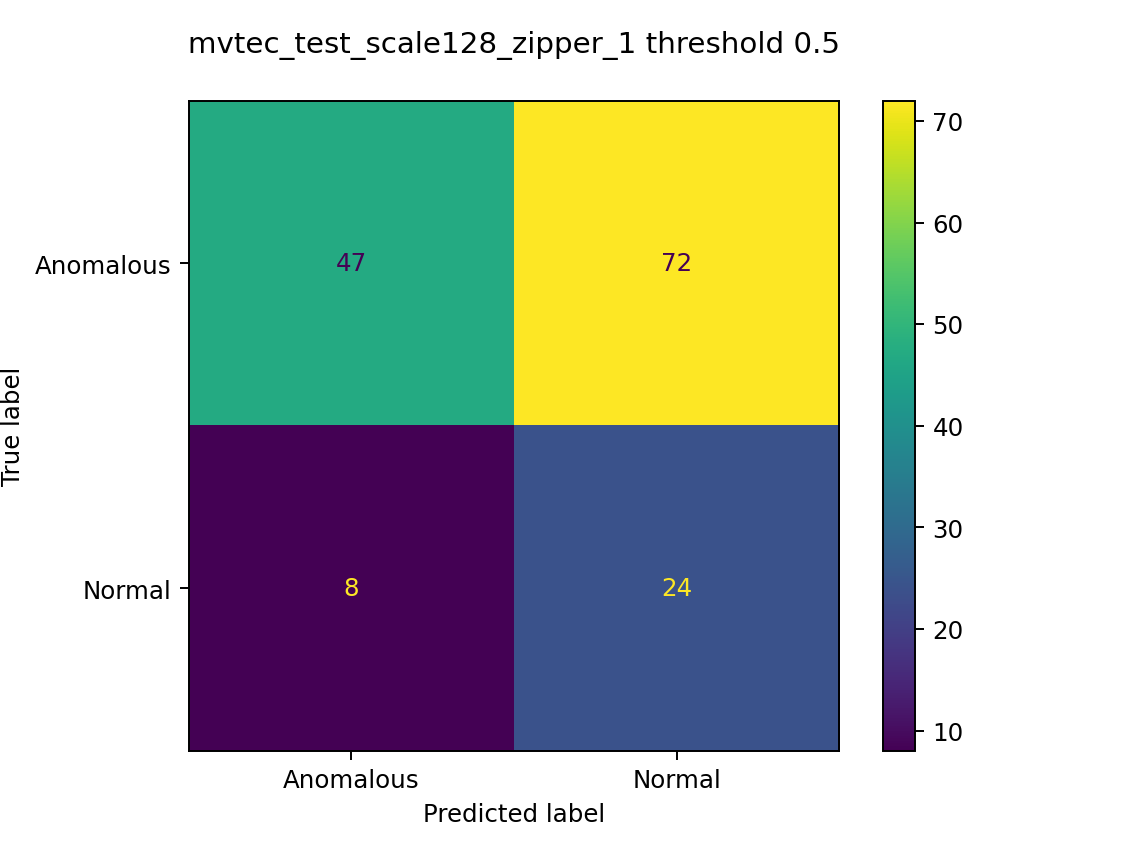 mvtec_test_scale128_zipper_1 threshold 0.5
70
60
50
40
30
20
10
True label
Anomalous
47
72
Normal
8
24
Anomalous
Normal
Predicted label